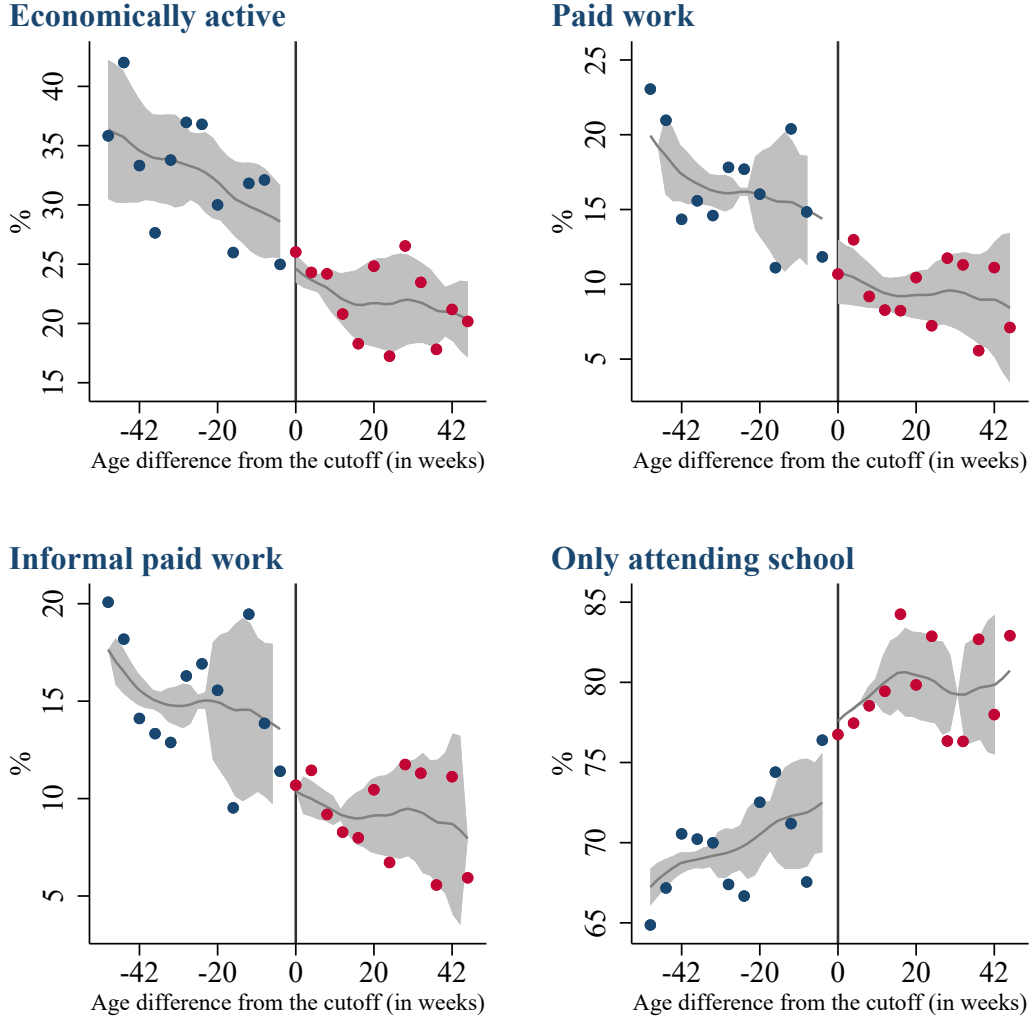 Economically active
%
40
35
30
25
20
15
-42 -20 0 20 42
Age difference from the cutoff (in weeks)
Paid work
%
25
20
15
10
5
-42 -20 0 20 42
Age difference from the cutoff (in weeks)
Informal paid work
%
20
15
10
5
-42 -20 0 20 42
Age difference from the cutoff (in weeks)
Only attending school
%
85
80
75
70
65
-42 -20 0 20 42
Age difference from the cutoff (in weeks)